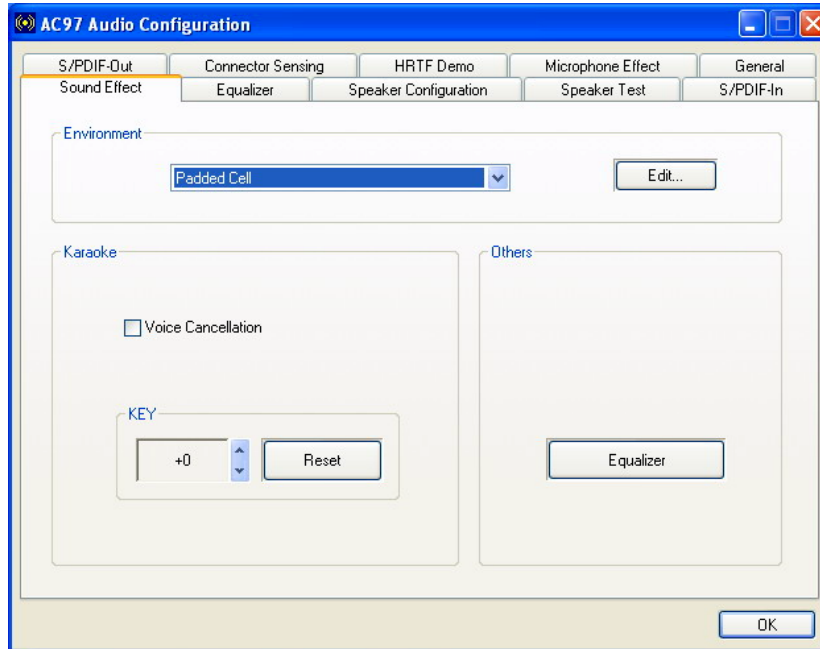 AC97 Audio Configuration
S/PDIF-Out Connector Sensing HRTF Demo Microphone Effect General
Sound Effect Equalizer Speaker Configuration Speaker Test S/PDIF-In
Environment
Padded Cell Edit...
Karaoke Others
Voice Cancellation
KEY
+0 Reset Equalizer
OK